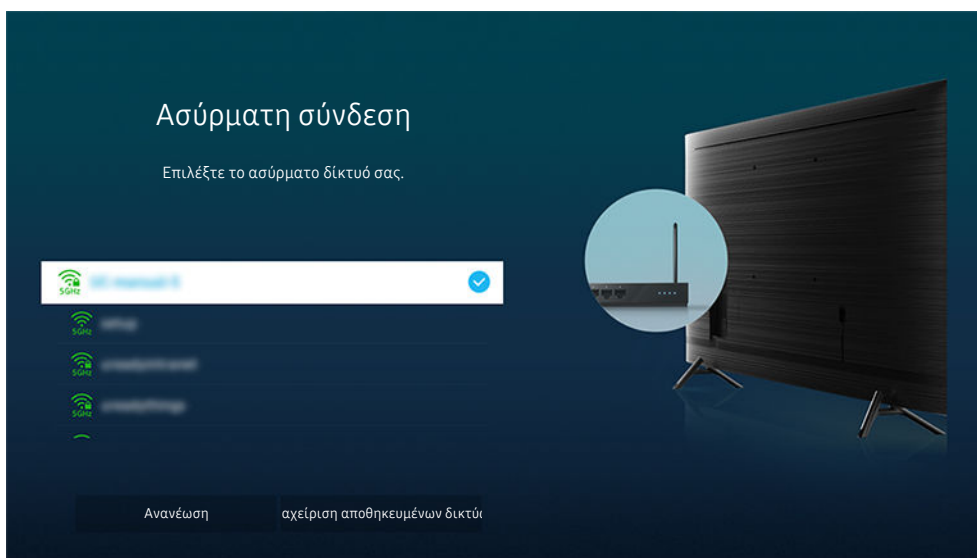 Ασύρματη σύνδεση
Επιλέξτε το ασύρματο δίκτυό σας.
5GHz
5GHz
5GHz
5GHz
Ανανέωση
αχείριση αποθηκευμένων δικτύ